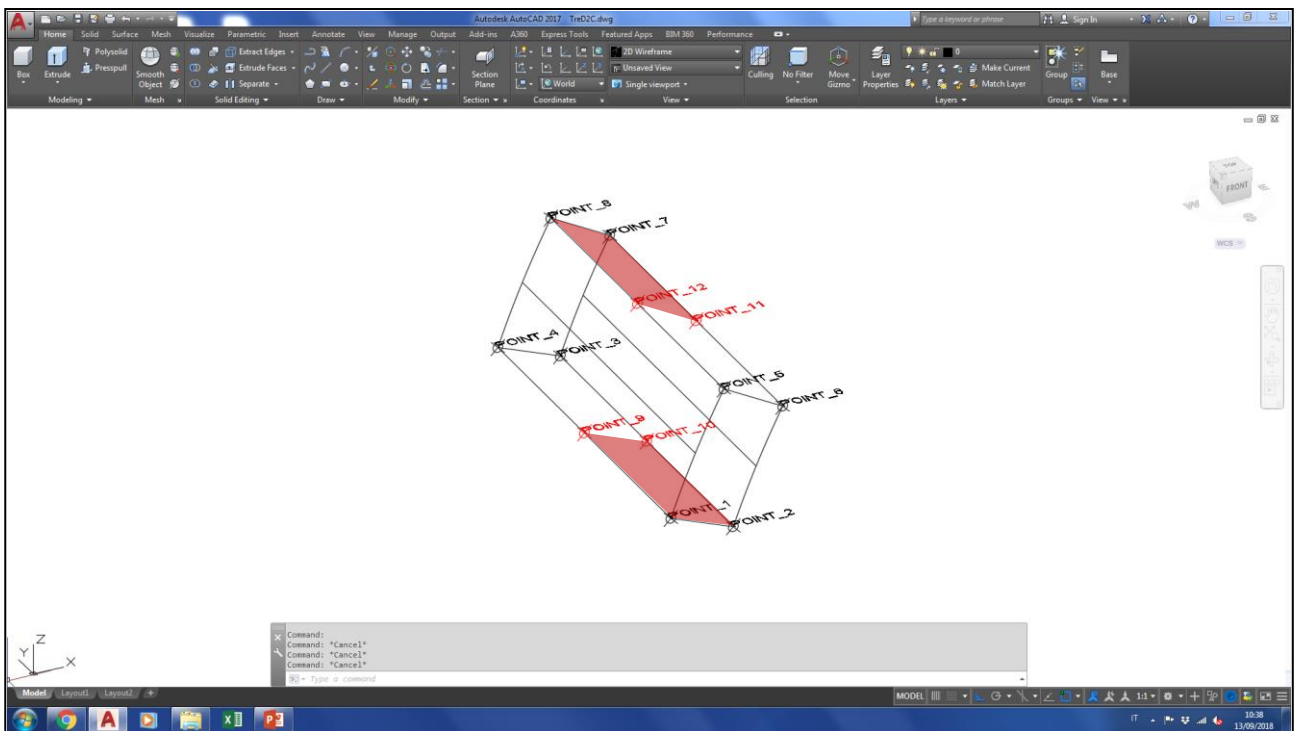 Autodesk AutoCAD 2017   TreD2C.dwg
Type a keyword or phrase
Sign In
Home Solid Surface Mesh Visualize Parametric Insert Annotate View Manage Output Add-ins A360 Express Tools Featured Apps BIM 360 Performance
Polysolid
Presspull
Box
Extrude
Smooth
Object
Extract Edges
Extrude Faces
Separate
Section
Plane
World
2D Wireframe
Unsaved View
Single viewport
Culling
No Filter
Move
Gizmo
Layer
Properties
0
Make Current
Match Layer
Group
Base
Modeling Mesh Solid Editing Draw Modify Section Coordinates View Selection Layers Groups View
TOP
FRONT
W
S
WCS
POINT_8
POINT_7
POINT_12
POINT_11
POINT_4
POINT_3
POINT_5
POINT_6
POINT_9
POINT_10
POINT_1
POINT_2
Z
Y
X
Command:
Command: *Cancel*
Command: *Cancel*
Command: *Cancel*
Type a command
Model Layout1 Layout2 +
MODEL
1:1
IT
10:38
13/09/2018